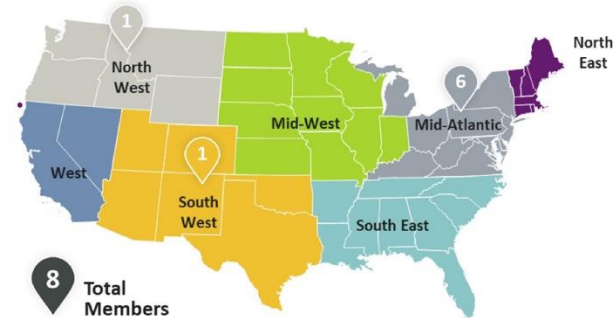 1
North
West
North
East
6
Mid-West
Mid-Atlantic
West
1
South
West
South East
8
Total
Members